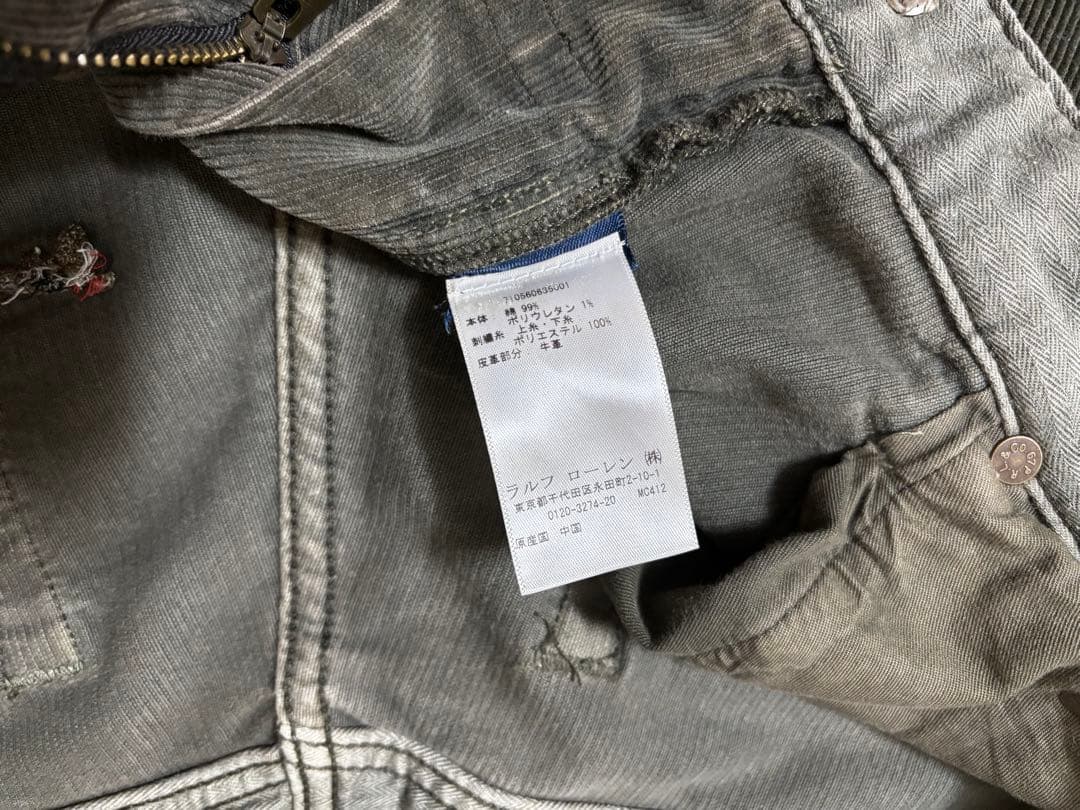 710560635001
本体 綿 99%
ポリウレタン 1%
刺繍糸 上糸・下糸
ポリエステル 100%
皮革部分 牛革
ラルフ ローレン (株)
東京都千代田区永田町2-10-1
0120-3274-20 MC412
原産国 中国